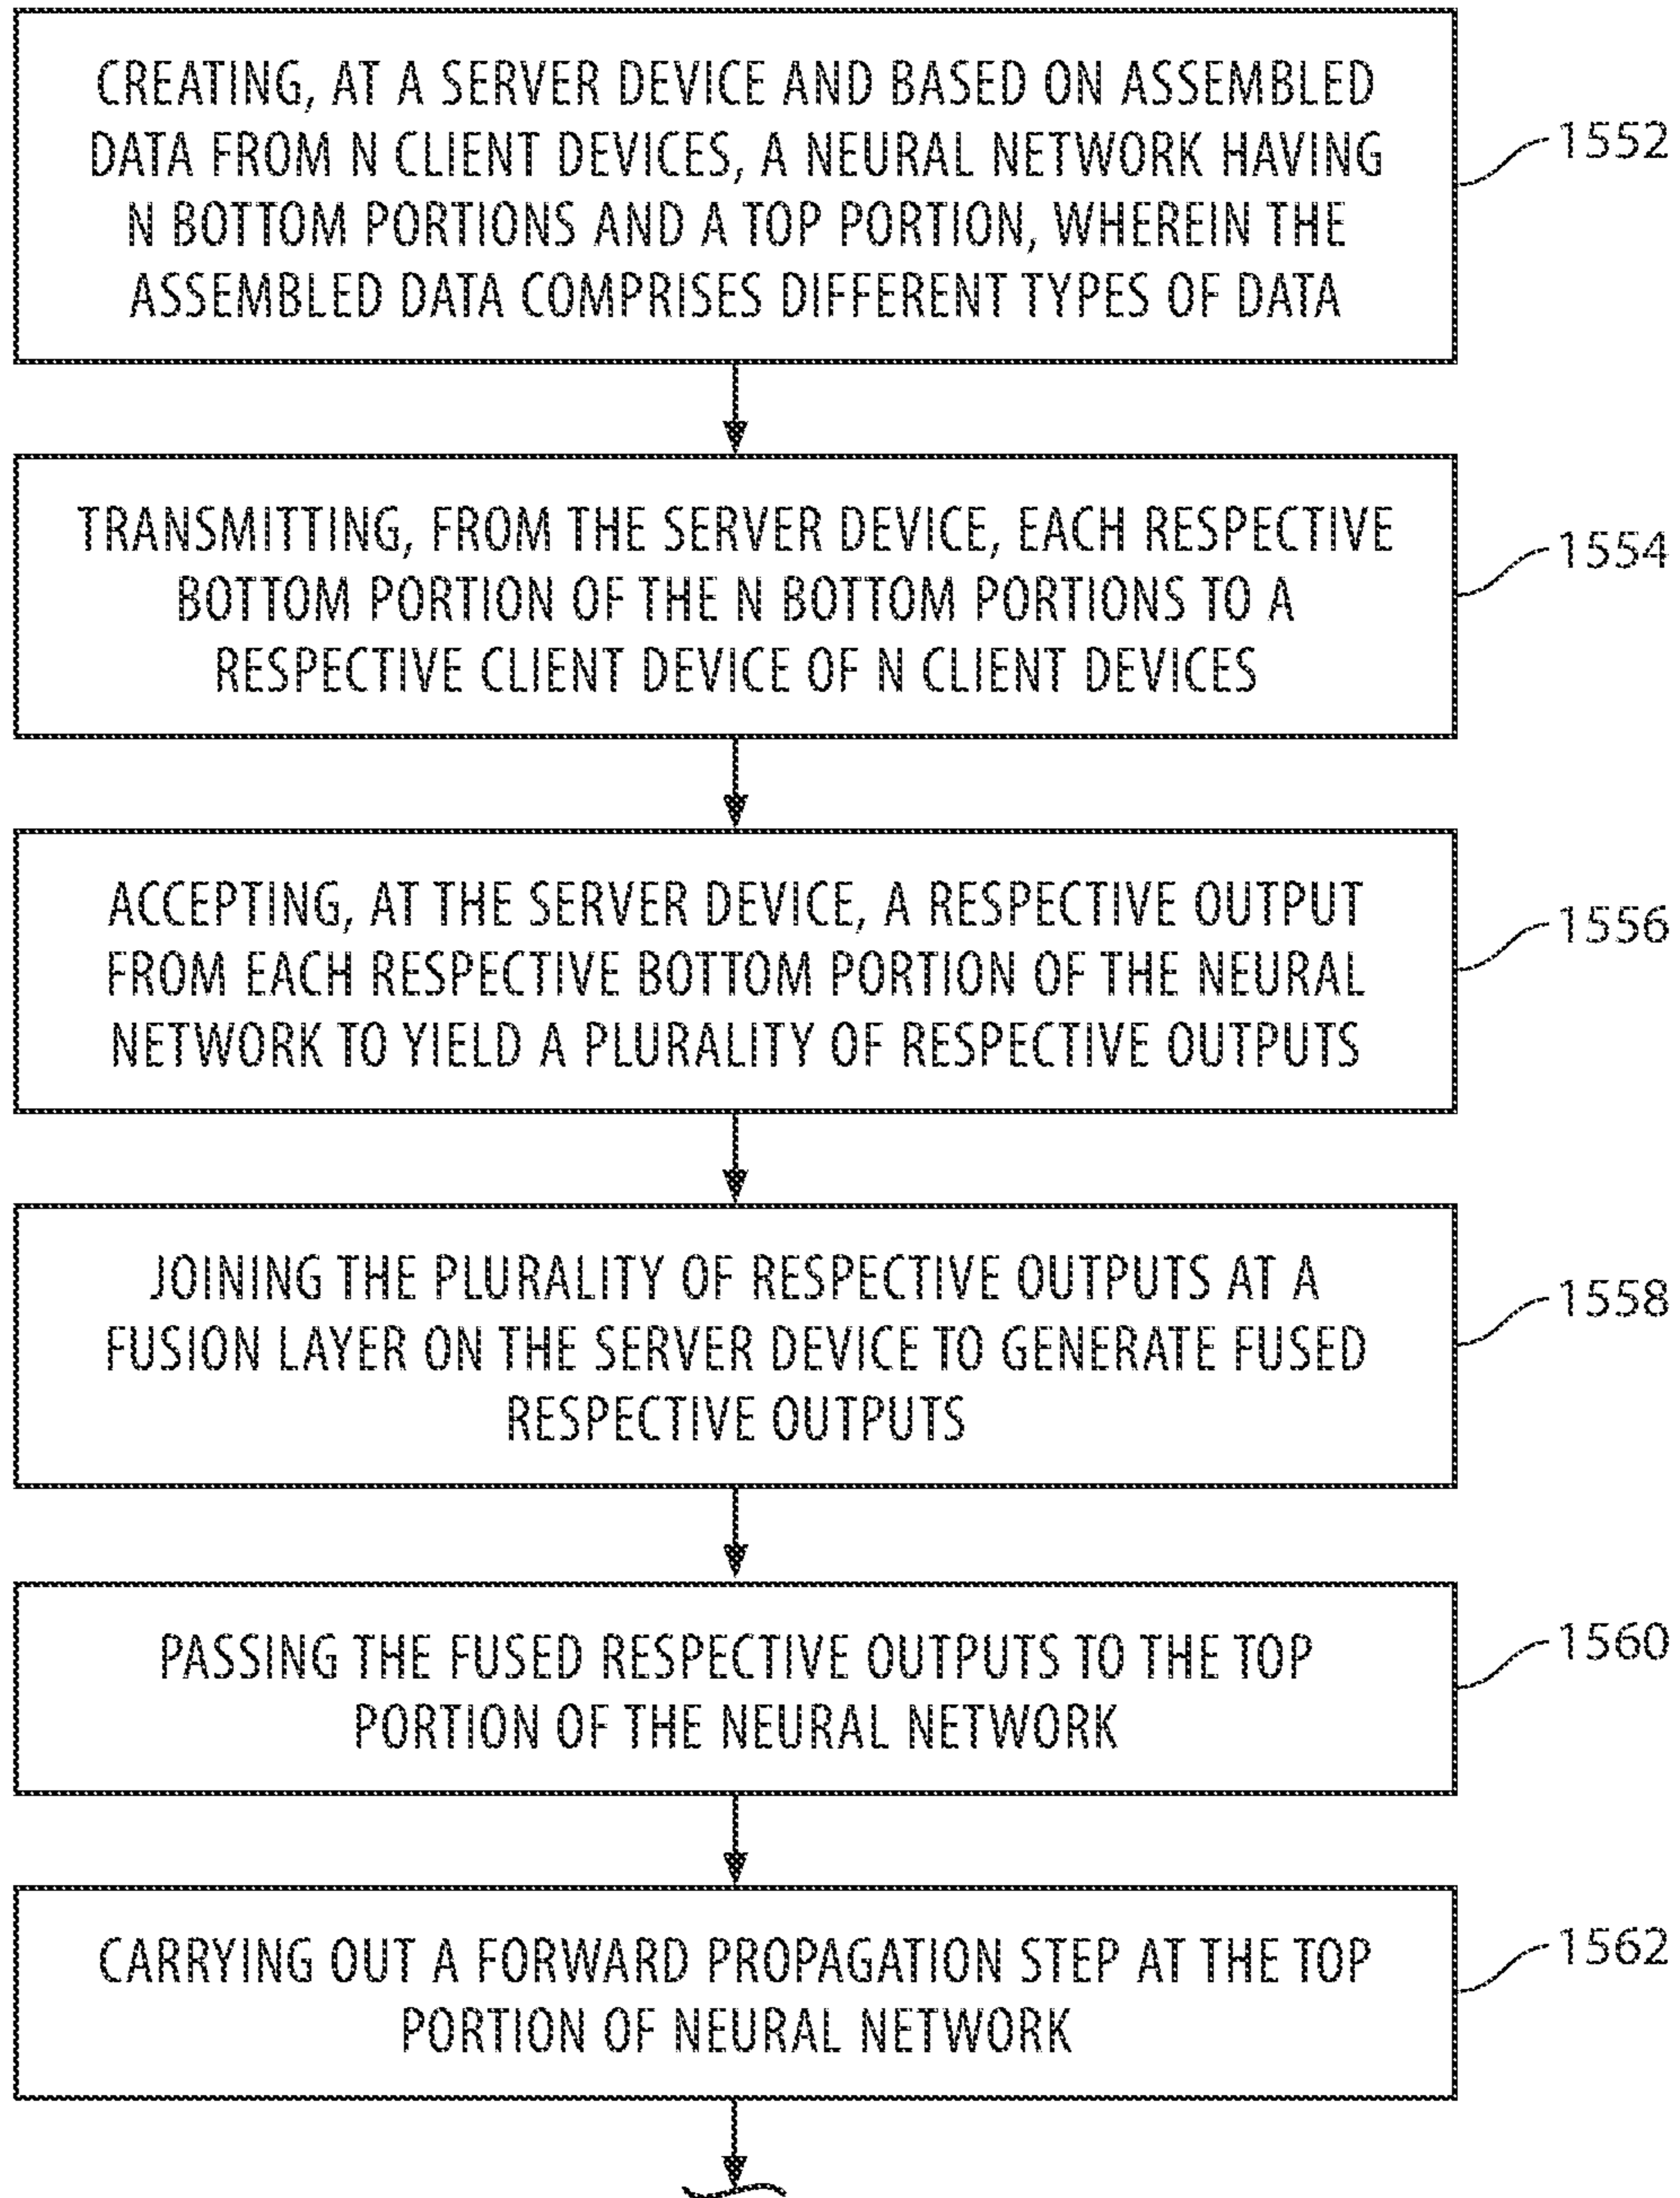 CREATING, AT A SERVER DEVICE AND BASED ON ASSEMBLED
DATA FROM N CLIENT DEVICES, A NEURAL NETWORK HAVING
N BOTTOM PORTIONS AND A TOP PORTION, WHEREIN THE
ASSEMBLED DATA COMPRISES DIFFERENT TYPES OF DATA
1552
TRANSMITTING, FROM THE SERVER DEVICE, EACH RESPECTIVE
BOTTOM PORTION OF THE N BOTTOM PORTIONS TO A
RESPECTIVE CLIENT DEVICE OF N CLIENT DEVICES
1554
ACCEPTING, AT THE SERVER DEVICE, A RESPECTIVE OUTPUT
FROM EACH RESPECTIVE BOTTOM PORTION OF THE NEURAL
NETWORK TO YIELD A PLURALITY OF RESPECTIVE OUTPUTS
1556
JOINING THE PLURALITY OF RESPECTIVE OUTPUTS AT A
FUSION LAYER ON THE SERVER DEVICE TO GENERATE FUSED
RESPECTIVE OUTPUTS
1558
PASSING THE FUSED RESPECTIVE OUTPUTS TO THE TOP
PORTION OF THE NEURAL NETWORK
1560
CARRYING OUT A FORWARD PROPAGATION STEP AT THE TOP
PORTION OF NEURAL NETWORK
1562